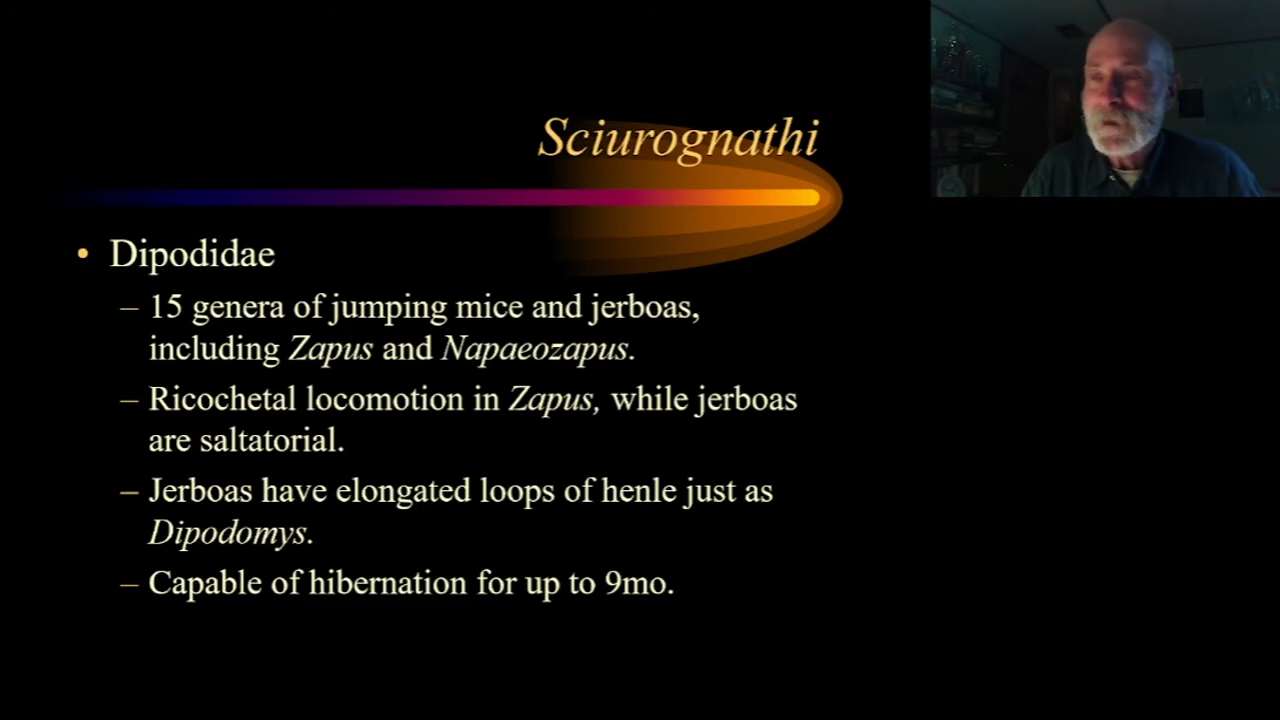 Sciurognathi
• Dipodidae
– 15 genera of jumping mice and jerboas,
including Zapus and Napaeozapus.
– Ricochetal locomotion in Zapus, while jerboas
are saltatorial.
– Jerboas have elongated loops of henle just as
Dipodomys.
– Capable of hibernation for up to 9mo.